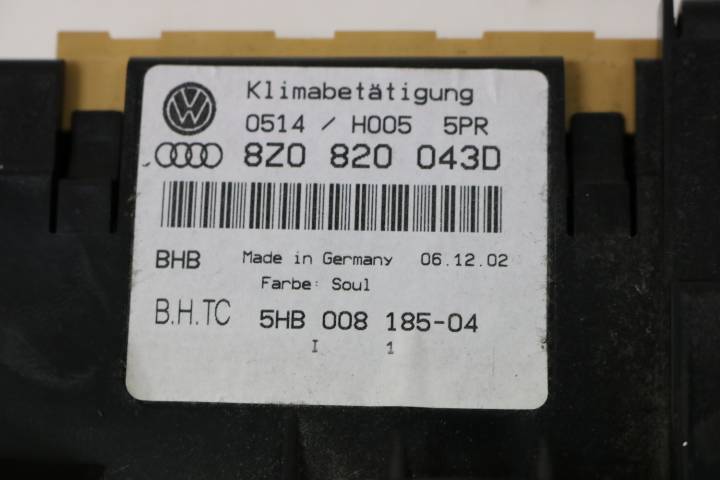 Klimabetätigung
0514 / H005 5PR
8Z0 820 043D
BHB Made in Germany 06.12.02
Farbe: Soul
B.H.TC 5HB 008 185-04
I 1